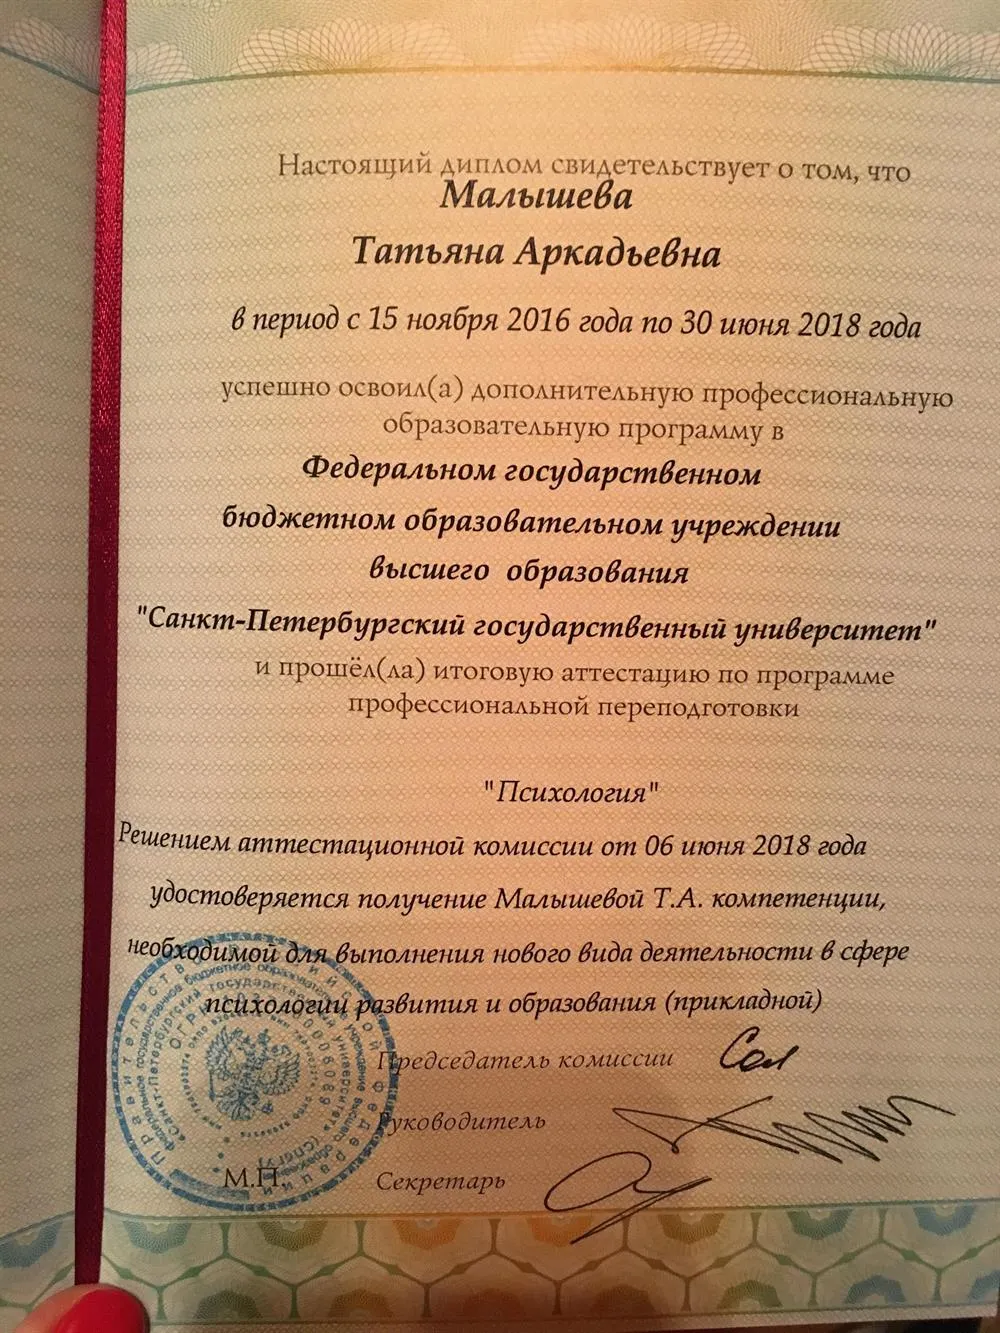 Настоящий диплом свидетельствует о том, что
Малышева
Татьяна Аркадьевна
в период с 15 ноября 2016 года по 30 июня 2018 года
успешно освоил(а) дополнительную профессиональную
образовательную программу в
Федеральном государственном
бюджетном образовательном учреждении
высшего образования
"Санкт-Петербургский государственный университет"
и прошёл(ла) итоговую аттестацию по программе
профессиональной переподготовки
"Психология"
Решением аттестационной комиссии от 06 июня 2018 года
удостоверяется получение Малышевой Т.А. компетенции,
необходимой для выполнения нового вида деятельности в сфере
психологии развития и образования (прикладной)
Председатель комиссии
Руководитель
Секретарь
М.П.
Правительство Российской Федерации